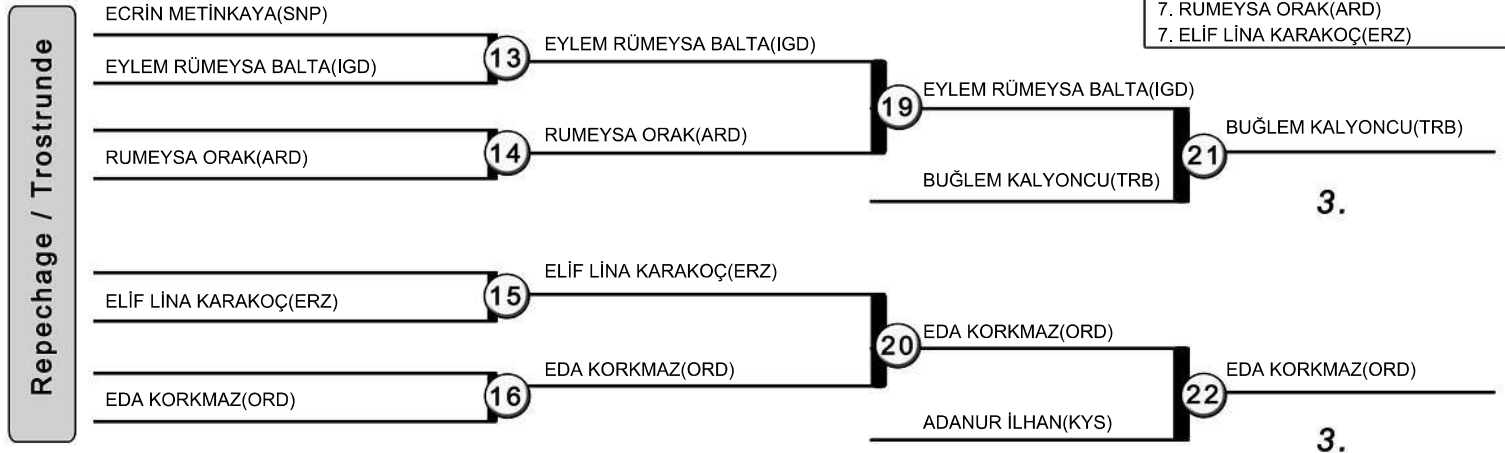 Repechage / Trostrunde
7. RUMEYSA ORAK(ARD)
7. ELİF LİNA KARAKOÇ(ERZ)
ECRİN METİNKAYA(SNP)
EYLEM RÜMEYSA BALTA(IGD)
13
EYLEM RÜMEYSA BALTA(IGD)
RUMEYSA ORAK(ARD)
14
RUMEYSA ORAK(ARD)
19
EYLEM RÜMEYSA BALTA(IGD)
BUĞLEM KALYONCU(TRB)
21
BUĞLEM KALYONCU(TRB)
3.
ELİF LİNA KARAKOÇ(ERZ)
15
ELİF LİNA KARAKOÇ(ERZ)
EDA KORKMAZ(ORD)
16
EDA KORKMAZ(ORD)
20
EDA KORKMAZ(ORD)
ADANUR İLHAN(KYS)
22
EDA KORKMAZ(ORD)
3.